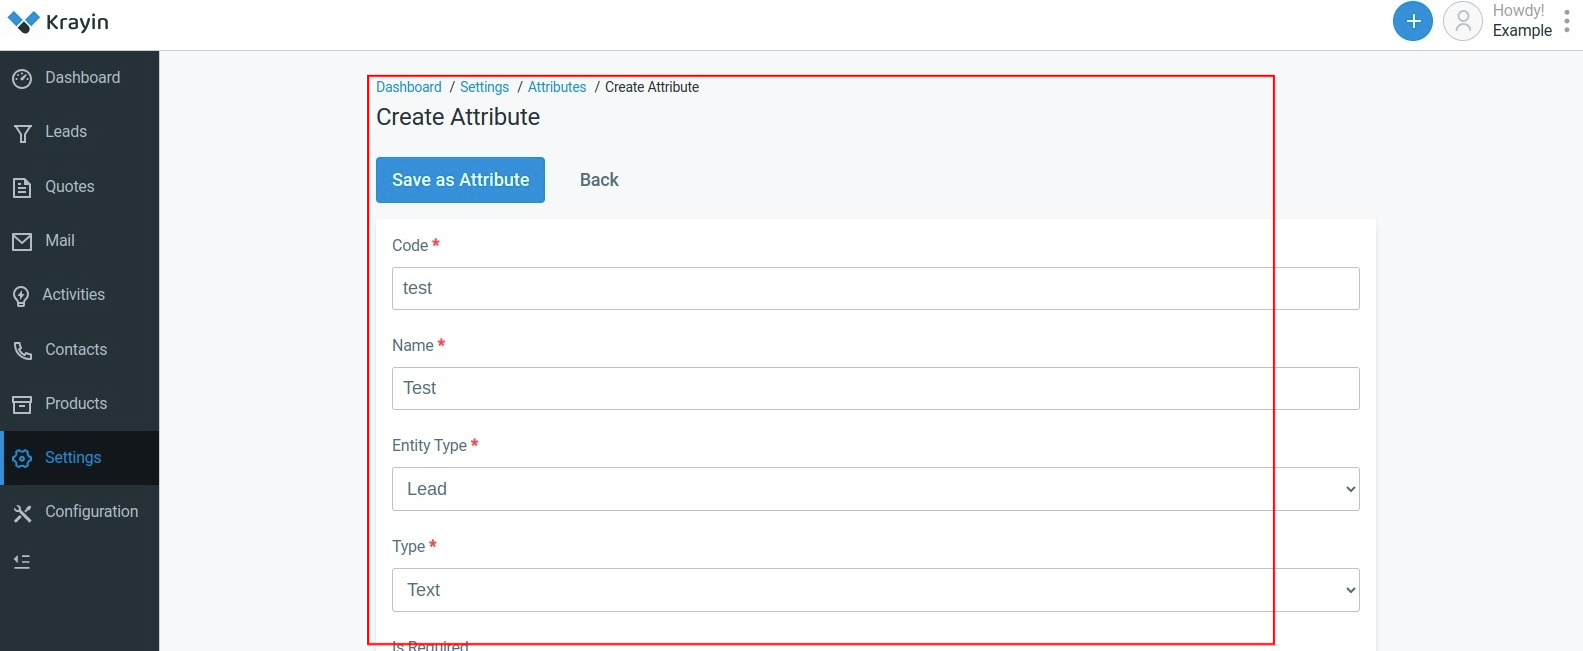 Krayin
Howdy!
Example
Dashboard
Leads
Quotes
Mail
Activities
Contacts
Products
Settings
Configuration
Dashboard / Settings / Attributes / Create Attribute
Create Attribute
Save as Attribute Back
Code *
test
Name *
Test
Entity Type *
Lead
Type *
Text
Is Required